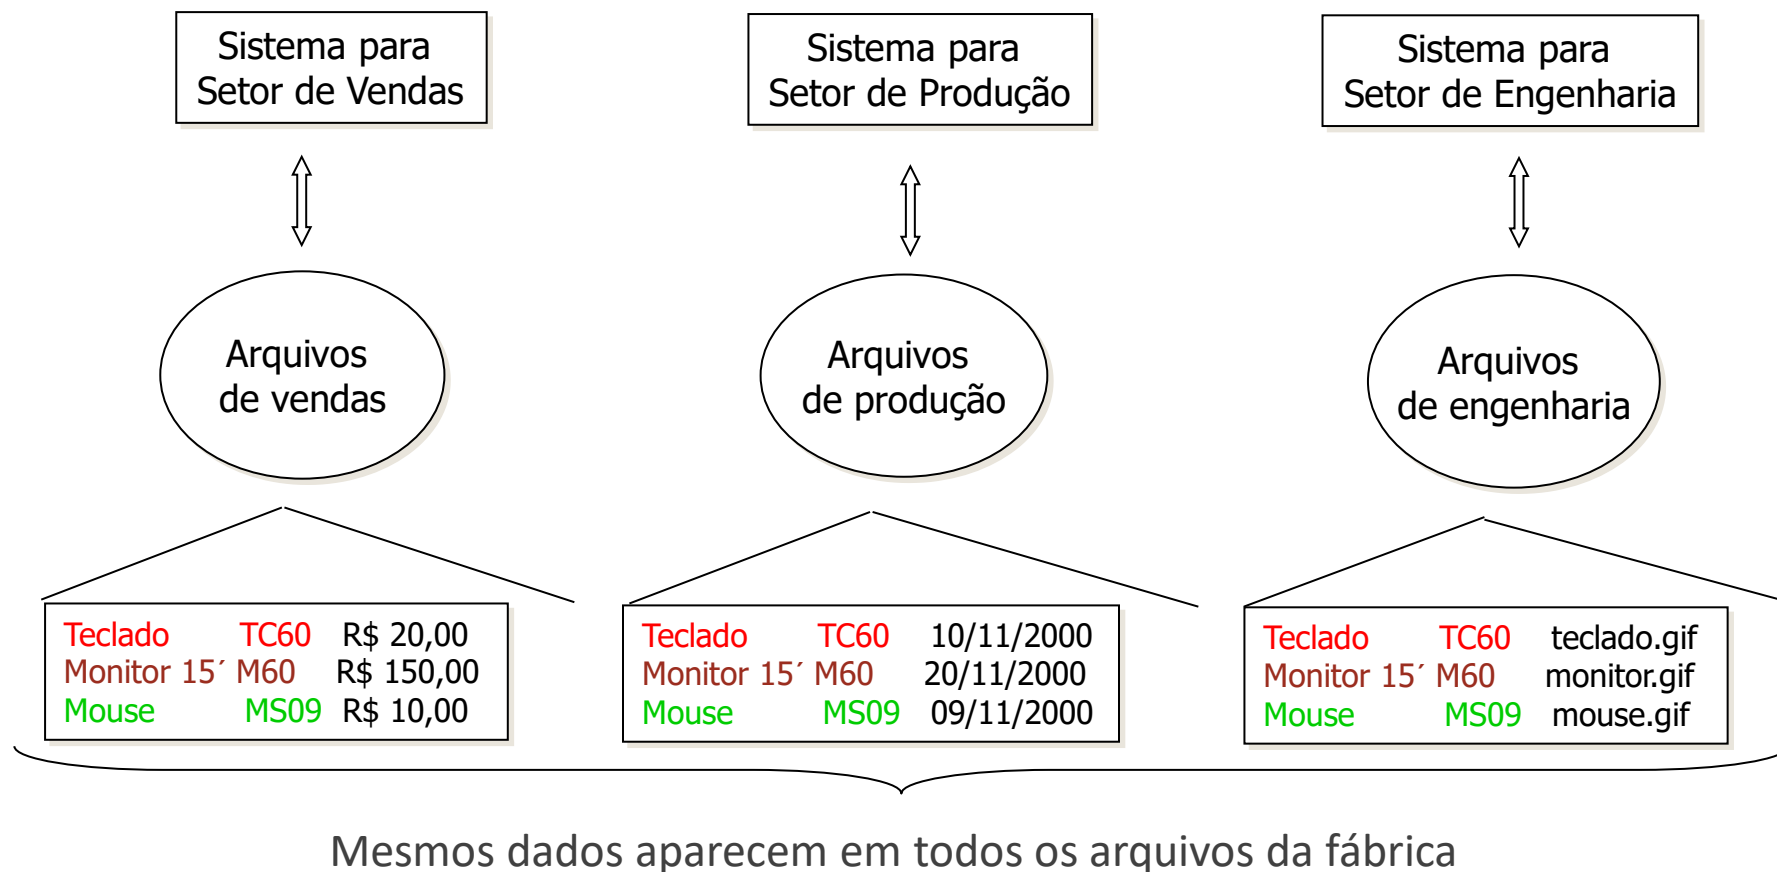 Sistema para
Setor de Vendas
Sistema para
Setor de Produção
Sistema para
Setor de Engenharia
Arquivos
de vendas
Arquivos
de produção
Arquivos
de engenharia
Teclado TC60 R$ 20,00
Monitor 15´ M60 R$ 150,00
Mouse MS09 R$ 10,00
Teclado TC60 10/11/2000
Monitor 15´ M60 20/11/2000
Mouse MS09 09/11/2000
Teclado TC60 teclado.gif
Monitor 15´ M60 monitor.gif
Mouse MS09 mouse.gif
Mesmos dados aparecem em todos os arquivos da fábrica